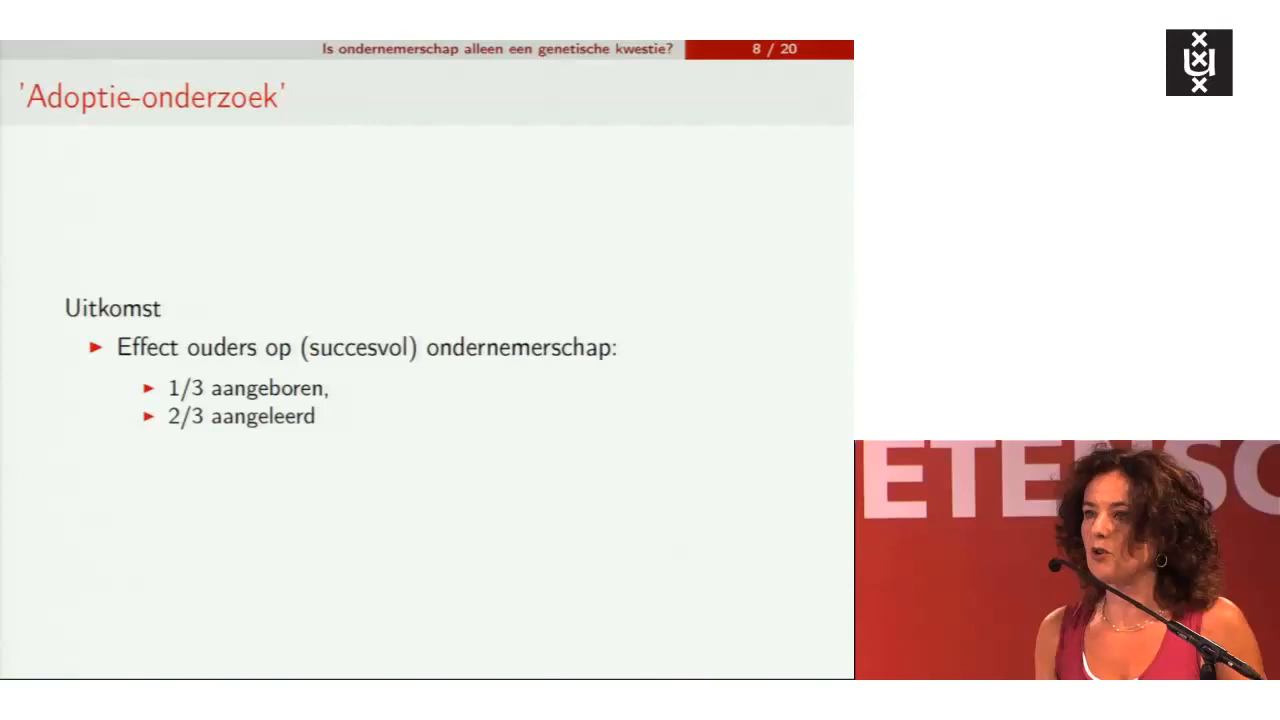 Is ondernemerschap alleen een genetische kwestie?
8 / 20
'Adoptie-onderzoek'
Uitkomst
► Effect ouders op (succesvol) ondernemerschap:
► 1/3 aangeboren,
► 2/3 aangeleerd
U
ETENSC